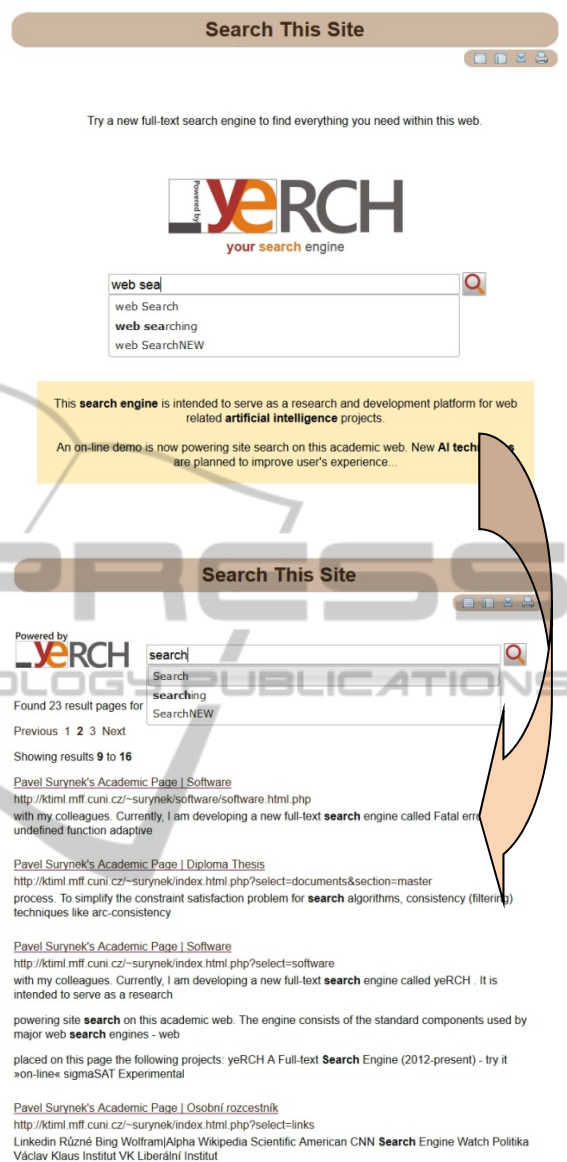 Search This Site
Try a new full-text search engine to find everything you need within this web.
Powered by
yeRCH
your search engine
web sea
web Search
web searching
web SearchNEW
This search engine is intended to serve as a research and development platform for web
related artificial intelligence projects.
An on-line demo is now powering site search on this academic web. New AI
are planned to improve user's experience...
PRESS
Search This Site
Powered by
yeRCH
search
Search
searching
SearchNEW
PUBLICATIONS
Found 23 result pages for
Previous 1 2 3 Next
Showing results 9 to 16
Pavel Surynek's Academic Page | Software
http://ktiml.mff.cuni.cz/~surynek/software/software.html.php
with my colleagues. Currently, I am developing a new full-text search engine called Fatal
undefined function adaptive
Pavel Surynek's Academic Page | Diploma Thesis
http://ktiml.mff.cuni.cz/~surynek/index.html.php?select=documents&section=master
process. To simplify the constraint satisfaction problem for search algorithms, consistency (filtering)
techniques like arc-consistency
Pavel Surynek's Academic Page | Software
http://ktiml.mff.cuni.cz/~surynek/index.html.php?select=software
with my colleagues. Currently, I am developing a new full-text search engine called yeRCH . It is
intended to serve as a research
powering site search on this academic web. The engine consists of the standard components used by
major web search engines - web
placed on this page the following projects: yeRCH A Full-text Search Engine (2012-present) - try it
»on-line« sigmaSAT Experimental
Pavel Surynek's Academic Page | Osobní rozcestník
http://ktiml.mff.cuni.cz/~surynek/index.html.php?select=links
Linkedin Různé Bing Wolfram|Alpha Wikipedia Scientific American CNN Search Engine Watch Politika
Václav Klaus Institut VK Liberální Institut